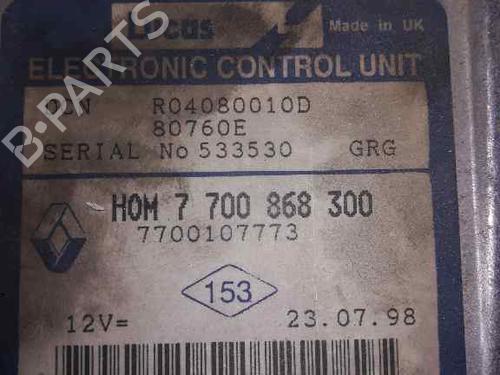 Lucas
Made in UK
ELECTRONIC CONTROL UNIT
R04080010D
80760E
SERIAL No 533530 GRG
HOM 7 700 868 300
7700107773
153
12V= 23.07.98
B-PARTS